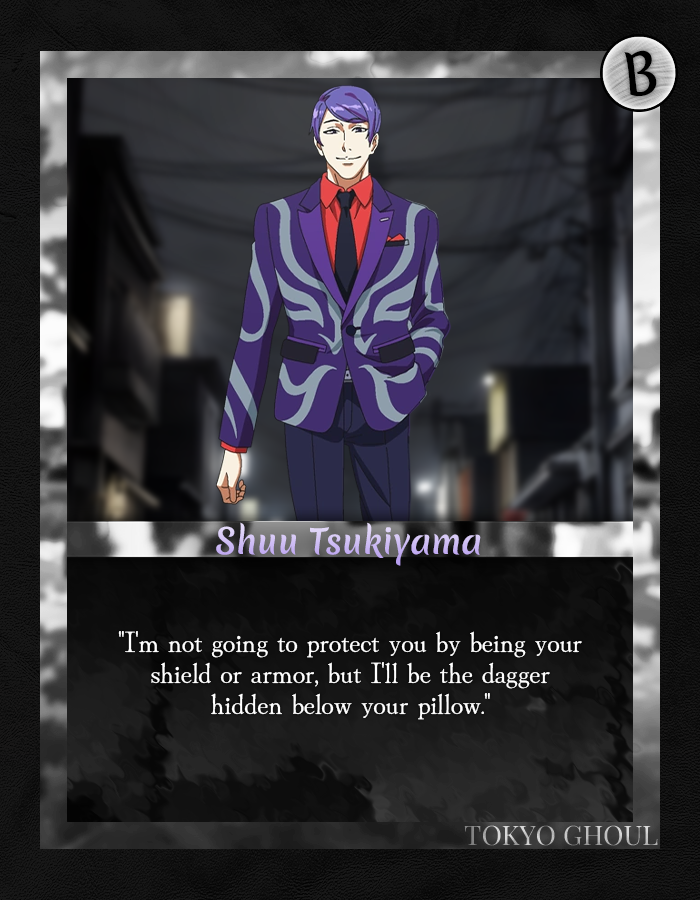 B
Shuu Tsukiyama
"I'm not going to protect you by being your
shield or armor, but I'll be the dagger
hidden below your pillow."
TOKYO GHOUL